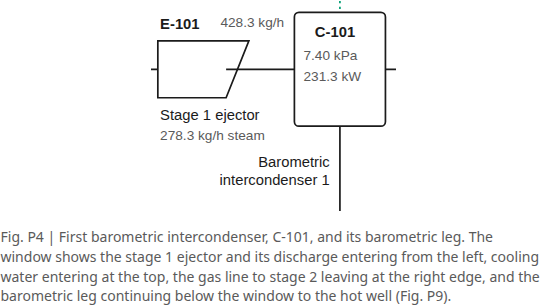 E-101
428.3 kg/h
C-101
7.40 kPa
231.3 kW
Stage 1 ejector
278.3 kg/h steam
Barometric
intercondenser 1
Fig. P4 | First barometric intercondenser, C-101, and its barometric leg. The
window shows the stage 1 ejector and its discharge entering from the left, cooling
water entering at the top, the gas line to stage 2 leaving at the right edge, and the
barometric leg continuing below the window to the hot well (Fig. P9).